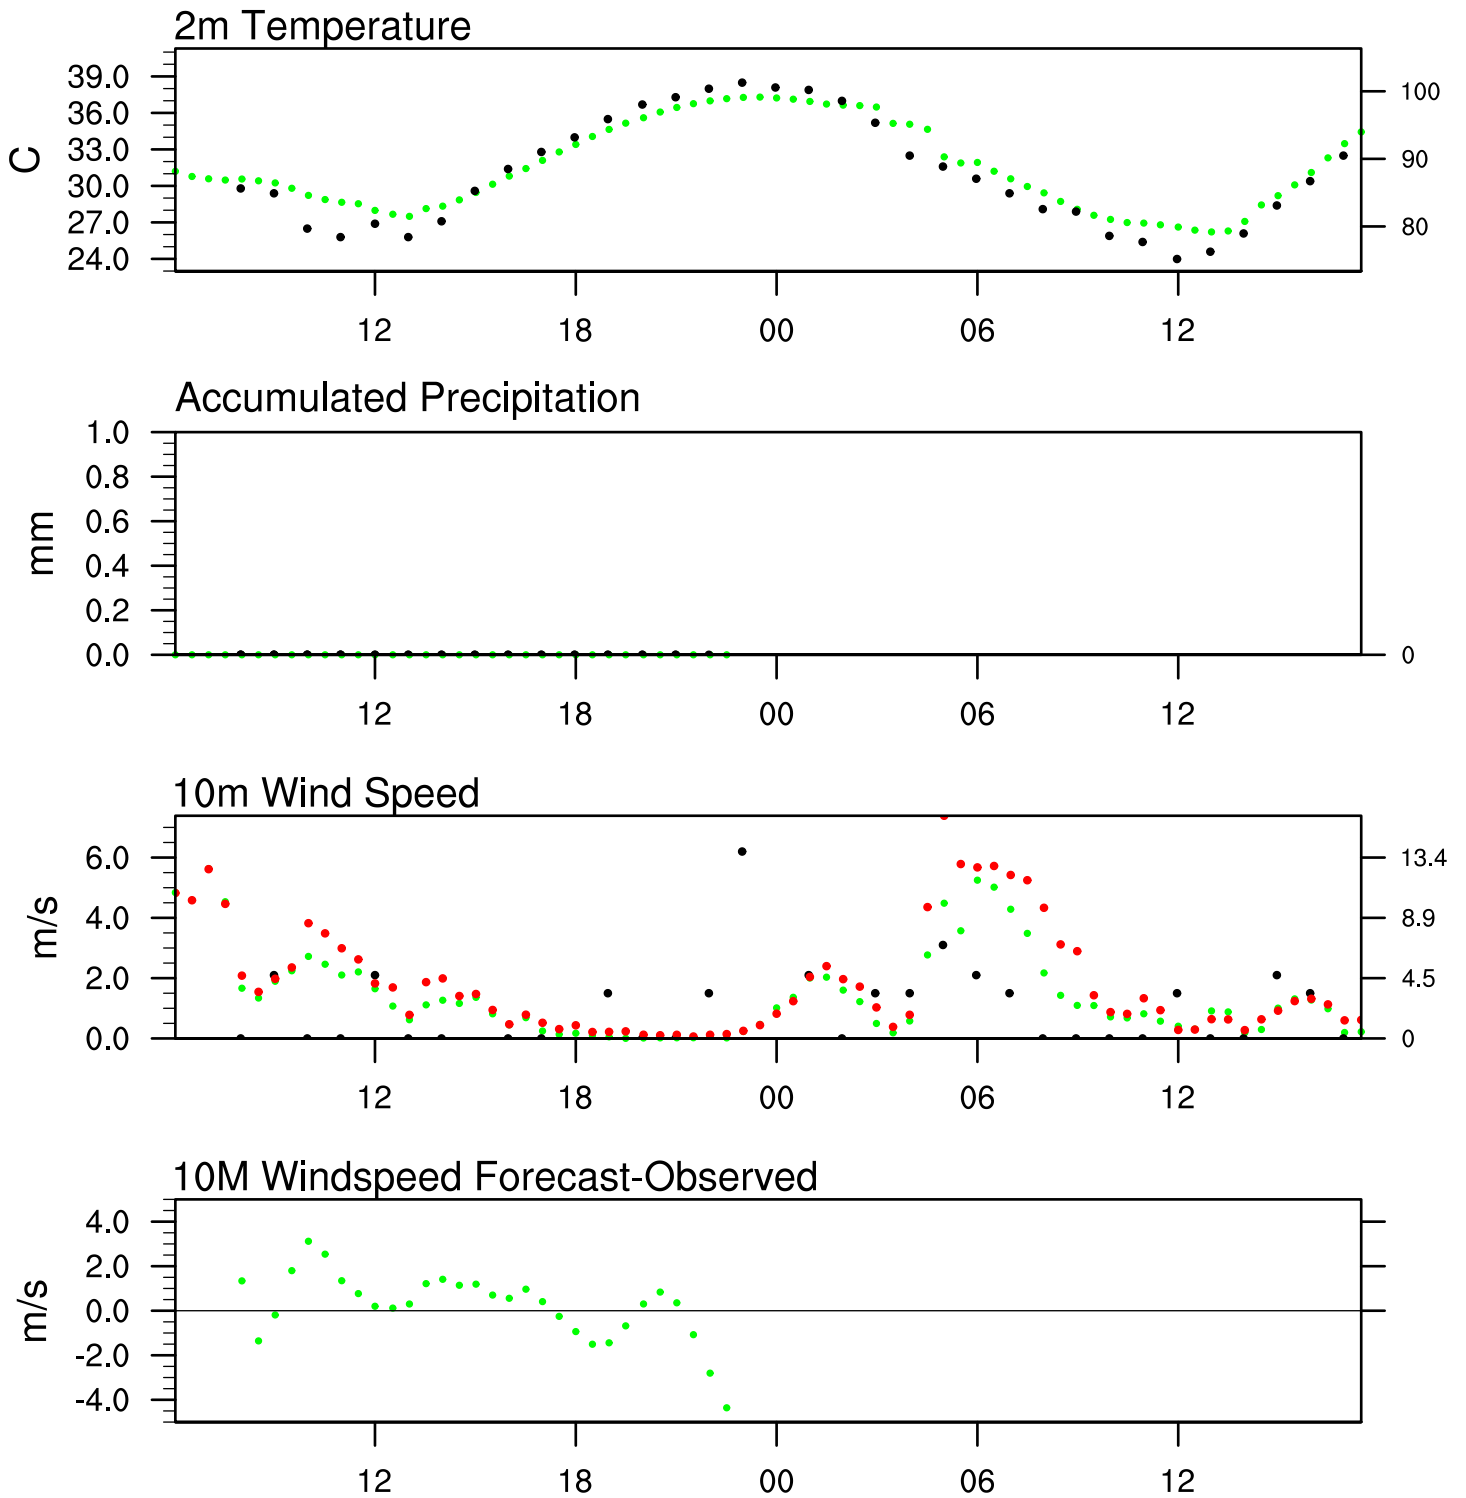 2m Temperature
39.0
36.0
33.0
30.0
27.0
24.0
C
100
90
80
12 18 00 06 12
Accumulated Precipitation
1.0
0.8
0.6
0.4
0.2
0.0
mm
0
12 18 00 06 12
10m Wind Speed
6.0
4.0
2.0
0.0
m/s
13.4
8.9
4.5
0
12 18 00 06 12
10M Windspeed Forecast-Observed
4.0
2.0
0.0
-2.0
-4.0
m/s
12 18 00 06 12